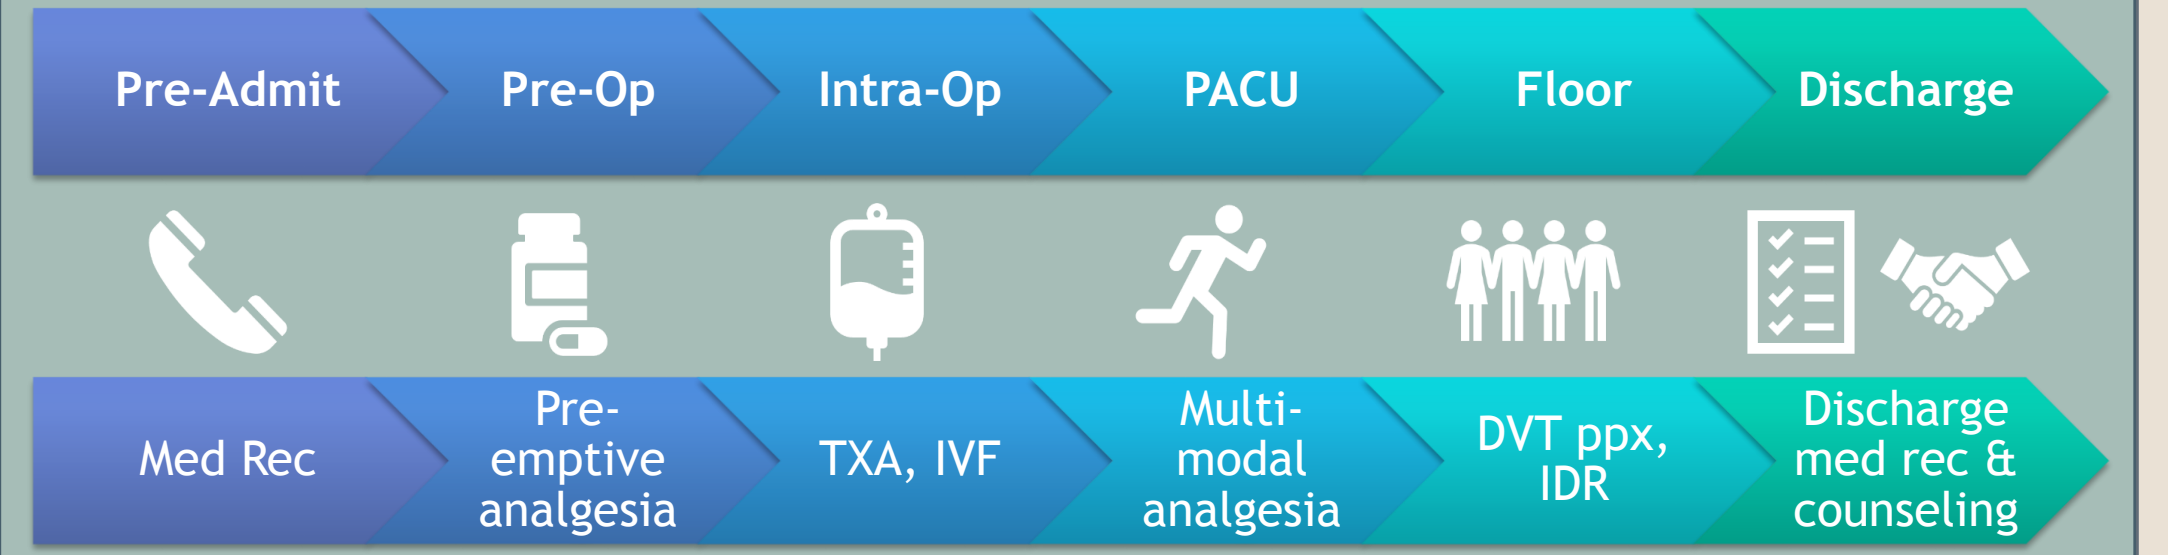 Pre-Admit
Pre-Op
Intra-Op
PACU
Floor
Discharge
Med Rec
Pre-
emptive
analgesia
TXA, IVF
Multi-
modal
analgesia
DVT ppx,
IDR
Discharge
med rec &
counseling